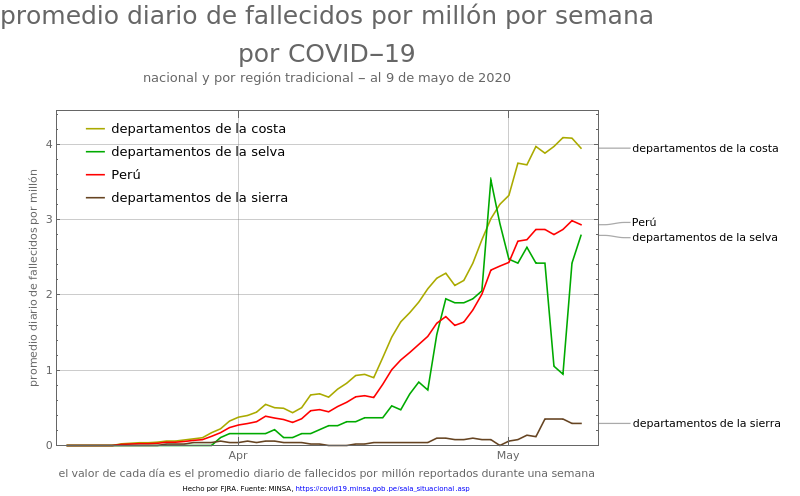 promedio diario de fallecidos por millón por semana
por COVID−19
nacional y por región tradicional − al 9 de mayo de 2020
departamentos de la costa
departamentos de la selva
Perú
departamentos de la sierra
promedio diario de fallecidos por millón
4
3
2
1
0
Apr
May
departamentos de la costa
Perú
departamentos de la selva
departamentos de la sierra
el valor de cada día es el promedio diario de fallecidos por millón reportados durante una semana
Hecho por FJRA. Fuente: MINSA, https://covid19.minsa.gob.pe/sala_situacional.asp